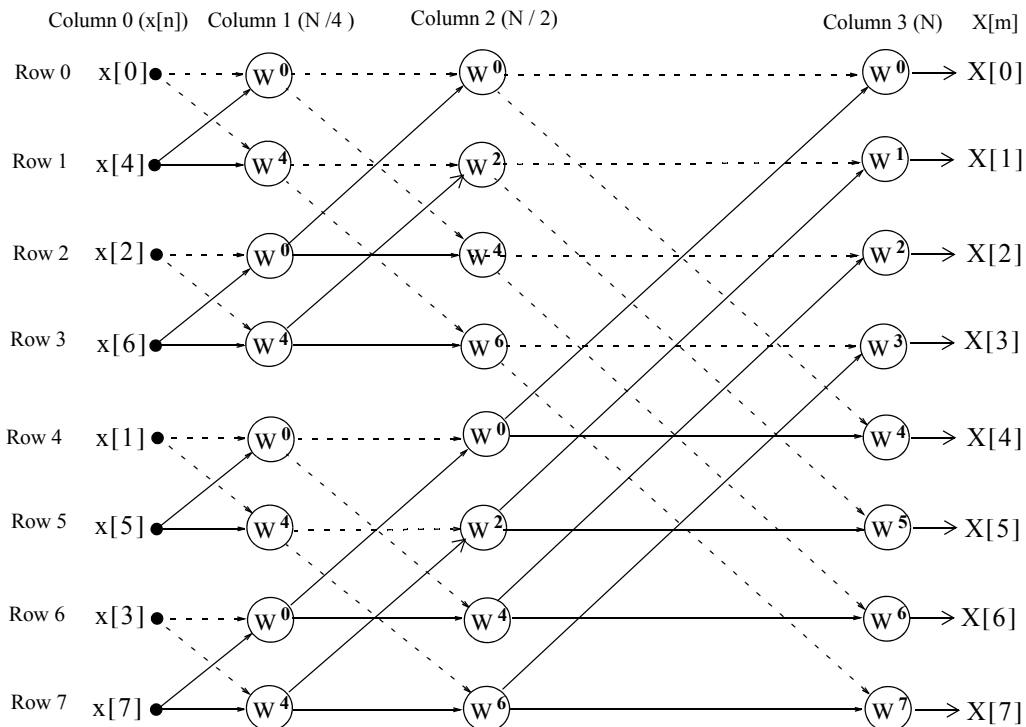 Column 0 (x[n]) Column 1 (N /4 ) Column 2 (N / 2) Column 3 (N) X[m]
Row 0 x[0] W⁰ W⁰ W⁰ X[0]
Row 1 x[4] W⁴ W² W¹ X[1]
Row 2 x[2] W⁰ W⁴ W² X[2]
Row 3 x[6] W⁴ W⁶ W³ X[3]
Row 4 x[1] W⁰ W⁰ W⁴ X[4]
Row 5 x[5] W⁴ W² W⁵ X[5]
Row 6 x[3] W⁰ W⁴ W⁶ X[6]
Row 7 x[7] W⁴ W⁶ W⁷ X[7]